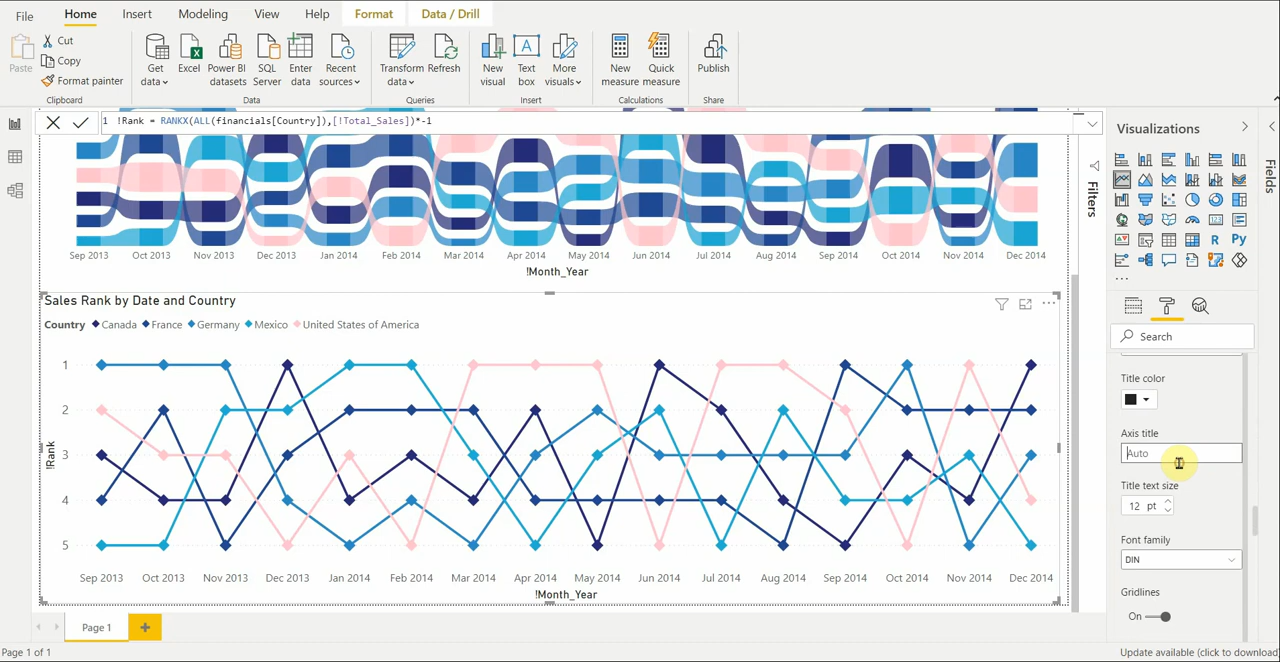 File Home Insert Modeling View Help Format Data / Drill
Paste Cut Copy Format painter
Get data Excel Power BI datasets SQL Server Enter data Recent sources Transform data Refresh New visual Text box More visuals New measure Quick measure Publish
Clipboard Data Queries Insert Calculations Share
1 !Rank = RANKX(ALL(financials[Country]),[!Total_Sales])*-1
Sep 2013 Oct 2013 Nov 2013 Dec 2013 Jan 2014 Feb 2014 Mar 2014 Apr 2014 May 2014 Jun 2014 Jul 2014 Aug 2014 Sep 2014 Oct 2014 Nov 2014 Dec 2014
!Month_Year
Sales Rank by Date and Country
Country Canada France Germany Mexico United States of America
1
2
3
4
5
!Rank
Sep 2013 Oct 2013 Nov 2013 Dec 2013 Jan 2014 Feb 2014 Mar 2014 Apr 2014 May 2014 Jun 2014 Jul 2014 Aug 2014 Sep 2014 Oct 2014 Nov 2014 Dec 2014
!Month_Year
Filters
Visualizations
Fields
R Py
123
...
Search
Title color
Axis title
Auto
Title text size
12 pt
Font family
DIN
Gridlines
On
Page 1
+
Page 1 of 1
Update available (click to download